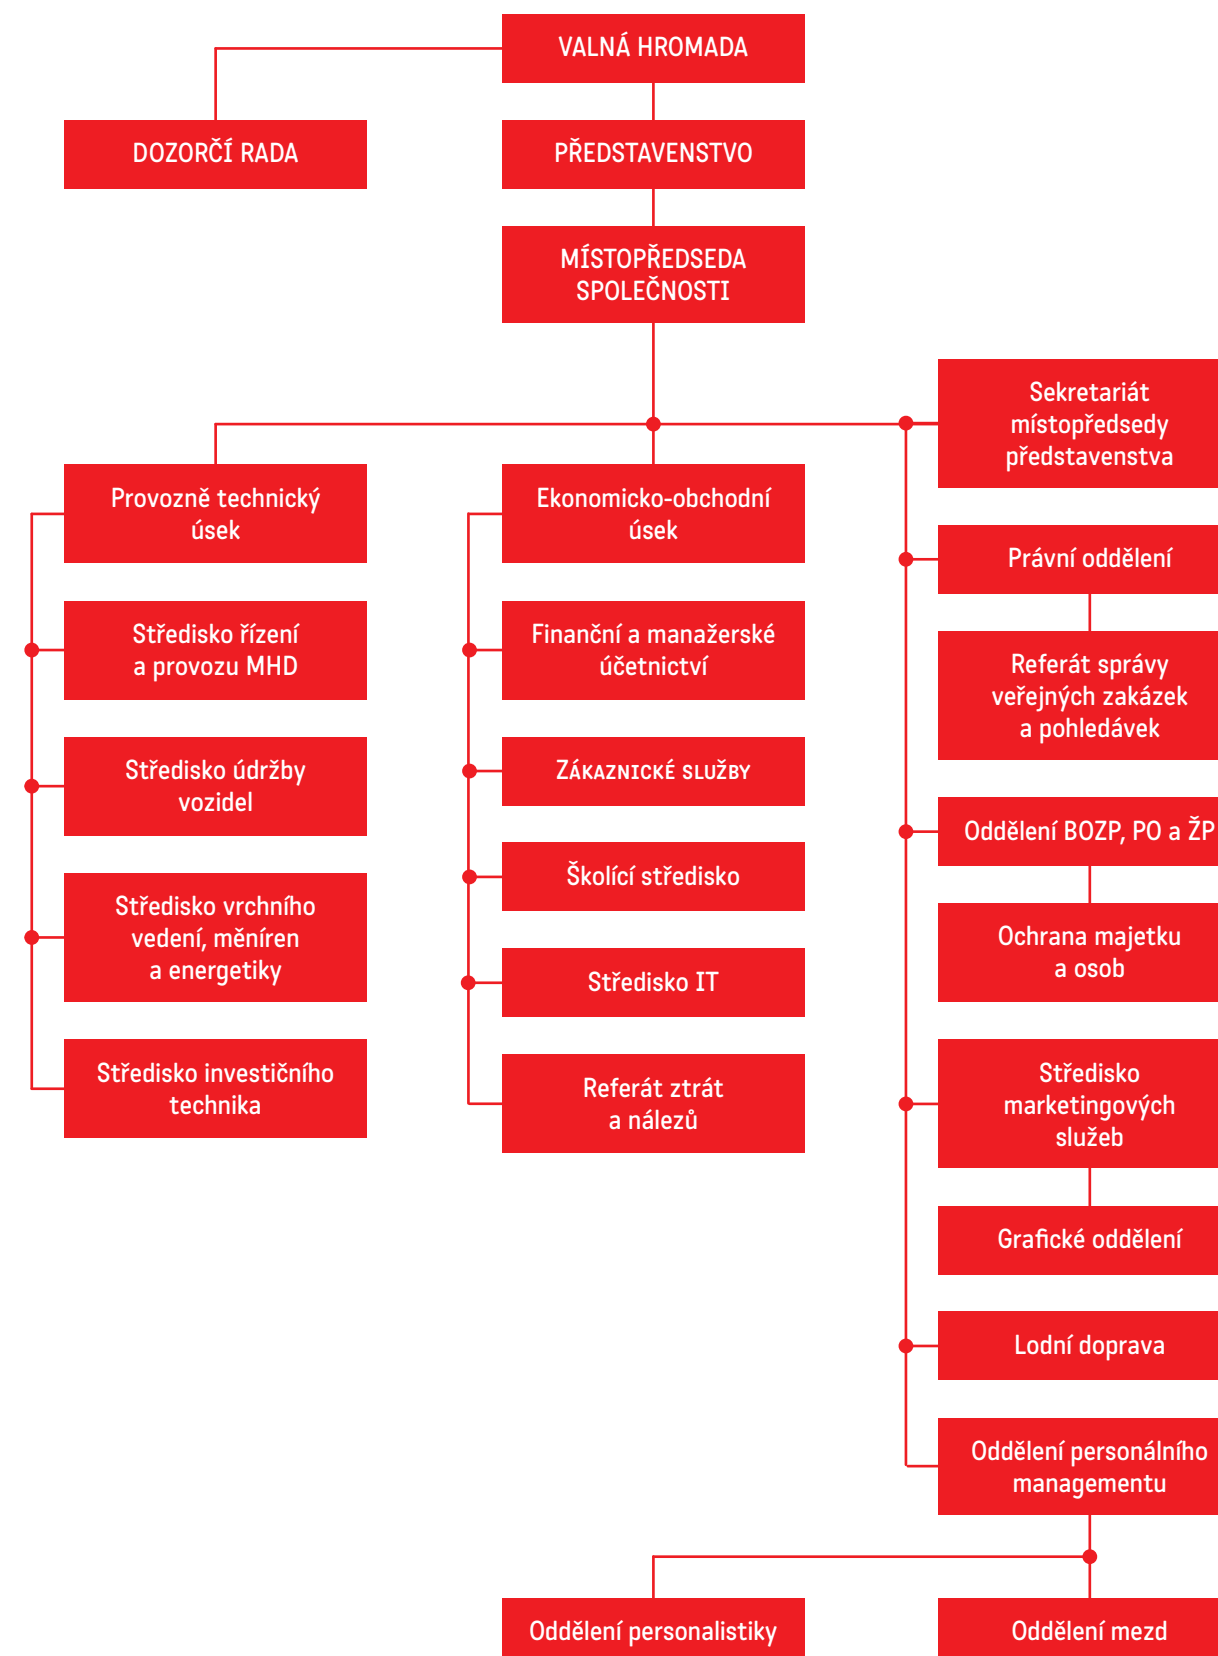 VALNÁ HROMADA
DOZORČÍ RADA
PŘEDSTAVENSTVO
MÍSTOPŘEDSEDA
SPOLEČNOSTI
Provozně technický
úsek
Středisko řízení
a provozu MHD
Středisko údržby
vozidel
Středisko vrchního
vedení, měníren
a energetiky
Středisko investičního
technika
Ekonomicko-obchodní
úsek
Finanční a manažerské
účetnictví
Zákaznické služby
Školící středisko
Středisko IT
Referát ztrát
a nálezů
Sekretariát
místopředsedy
představenstva
Právní oddělení
Referát správy
veřejných zakázek
a pohledávek
Oddělení BOZP, PO a ŽP
Ochrana majetku
a osob
Středisko
marketingových
služeb
Grafické oddělení
Lodní doprava
Oddělení personálního
managementu
Oddělení personalistiky
Oddělení mezd